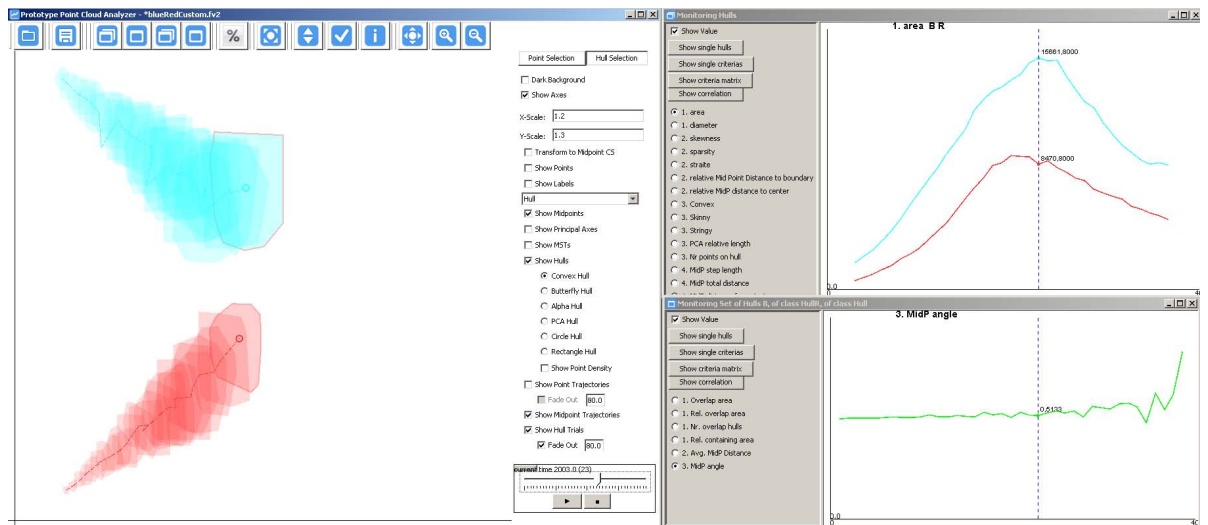 Prototype Point Cloud Analyzer - *blueRedCustom.fv2
%
Point Selection
Hull Selection
Dark Background
Show Axes
X-Scale: 1.2
Y-Scale: 1.3
Transform to Midpoint CS
Show Points
Show Labels
Hull
Show Midpoints
Show Principal Axes
Show MSTs
Show Hulls
Convex Hull
Butterfly Hull
Alpha Hull
PCA Hull
Circle Hull
Rectangle Hull
Show Point Density
Show Point Trajectories
Fade Out 80.0
Show Midpoint Trajectories
Show Hull Trials
Fade Out 80.0
time 2003.0 (23)
Monitoring Hulls
Show Value
Show single hulls
Show single criterias
Show criteria matrix
Show correlation
1. area
1. diameter
2. skewness
2. sparsity
2. straite
2. relative Mid Point Distance to boundary
2. relative MidP distance to center
3. Convex
3. Skinny
3. Stringy
3. PCA relative length
3. Nr points on hull
4. MidP step length
4. MidP total distance
1. area B R
15661,8000
8470,8000
0.0
Monitoring Set of Hulls B, of class HullR, of class Hull
Show Value
Show single hulls
Show single criterias
Show criteria matrix
Show correlation
1. Overlap area
1. Rel. overlap area
1. Nr. overlap hulls
1. Rel. containing area
2. Avg. MidP Distance
3. MidP angle
3. MidP angle
0,5133
0.0